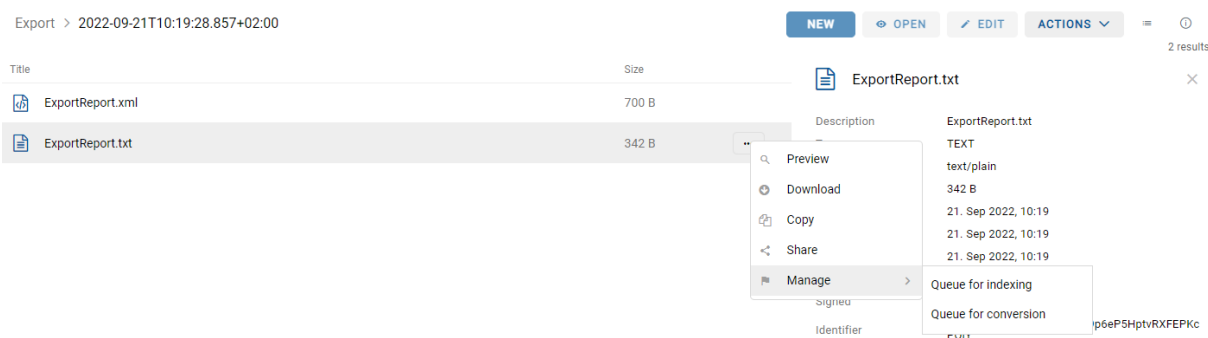 Export > 2022-09-21T10:19:28.857+02:00
NEW
OPEN
EDIT
ACTIONS
2 results
Title
Size
ExportReport.xml
700 B
ExportReport.txt
342 B
Preview
Download
Copy
Share
Manage
Queue for indexing
Queue for conversion
ExportReport.txt
Description
ExportReport.txt
TEXT
text/plain
342 B
21. Sep 2022, 10:19
21. Sep 2022, 10:19
21. Sep 2022, 10:19
Signed
Identifier
p6eP5HptvRXFEPKc